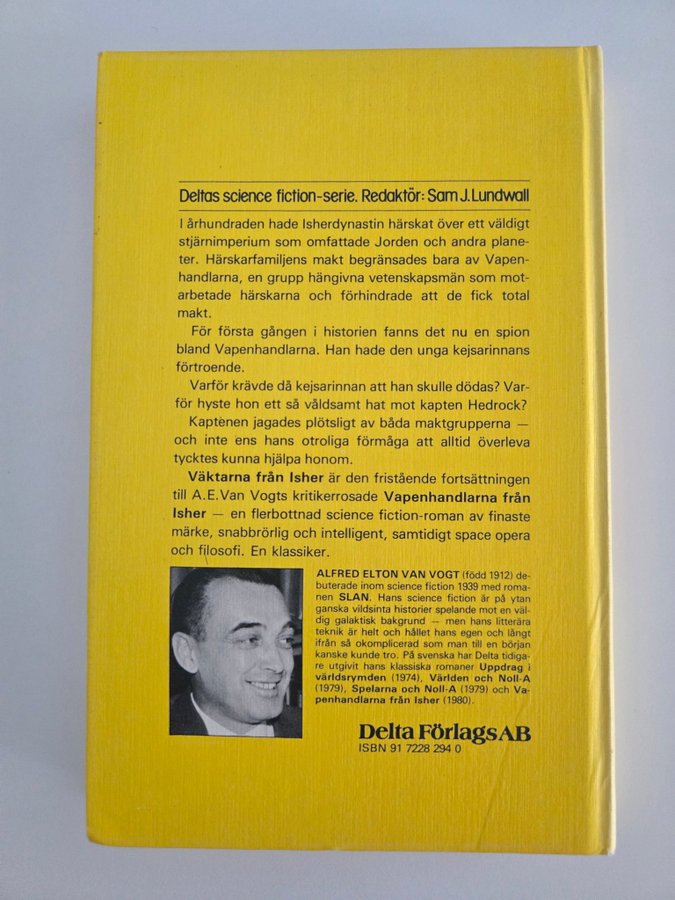 Deltas science fiction-serie. Redaktör: Sam J. Lundwall
I århundraden hade Isherdynastin härskat över ett väldigt
stjärnimperium som omfattade Jorden och andra plane-
ter. Härskarfamiljens makt begränsades bara av Vapen-
handlarna, en grupp hängivna vetenskapsmän som mot-
arbetade härskarna och förhindrade att de fick total
makt.
För första gången i historien fanns det nu en spion
bland Vapenhandlarna. Han hade den unga kejsarinnans
förtroende.
Varför krävde då kejsarinnan att han skulle dödas? Var-
för hyste hon ett så våldsamt hat mot kapten Hedrock?
Kaptenen jagades plötsligt av båda maktgrupperna —
och inte ens hans otroliga förmåga att alltid överleva
tycktes kunna hjälpa honom.
Väktarna från Isher är den fristående fortsättningen
till A.E.Van Vogts kritikerrosade Vapenhandlarna från
Isher — en flerbottnad science fiction-roman av finaste
märke, snabbrörlig och intelligent, samtidigt space opera
och filosofi. En klassiker.
ALFRED ELTON VAN VOGT (född 1912) de-
buterade inom science fiction 1939 med roma-
nen SLAN. Hans science fiction är på ytan
ganska vildsinta historier spelande mot en väl-
dig galaktisk bakgrund — men hans litterära
teknik är helt och hållet hans egen och långt
ifrån så okomplicerad som man till en början
kanske kunde tro. På svenska har Delta tidiga-
re utgivit hans klassiska romaner Uppdrag i
världsrymden (1974), Världen och Noll-A
(1979), Spelarna och Noll-A (1979) och Va-
penhandlarna från Isher (1980).
Delta Förlags AB
ISBN 91 7228 294 0